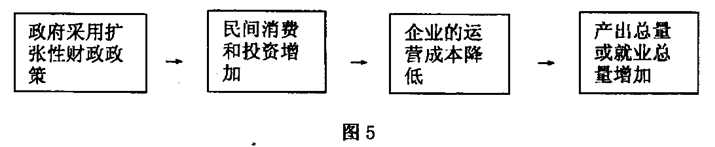 政府采用扩
张性财政政
策
民间消费
和投资增
加
企业的运
营成本降
低
产出总量
或就业总
量增加
图5